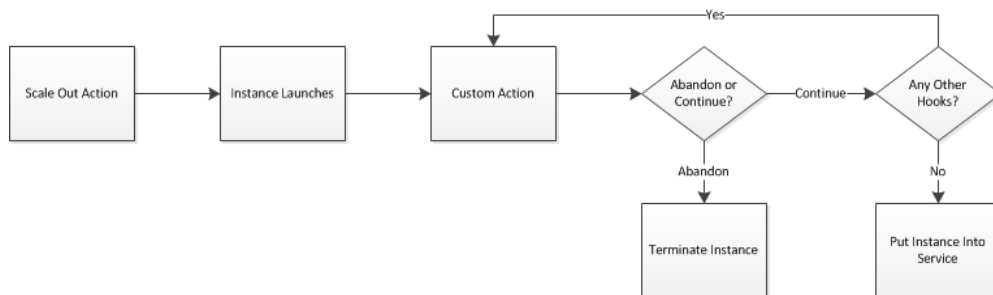 Yes
Scale Out Action
Instance Launches
Custom Action
Abandon or
Continue?
Continue
Any Other
Hooks?
Abandon
No
Terminate Instance
Put Instance Into
Service